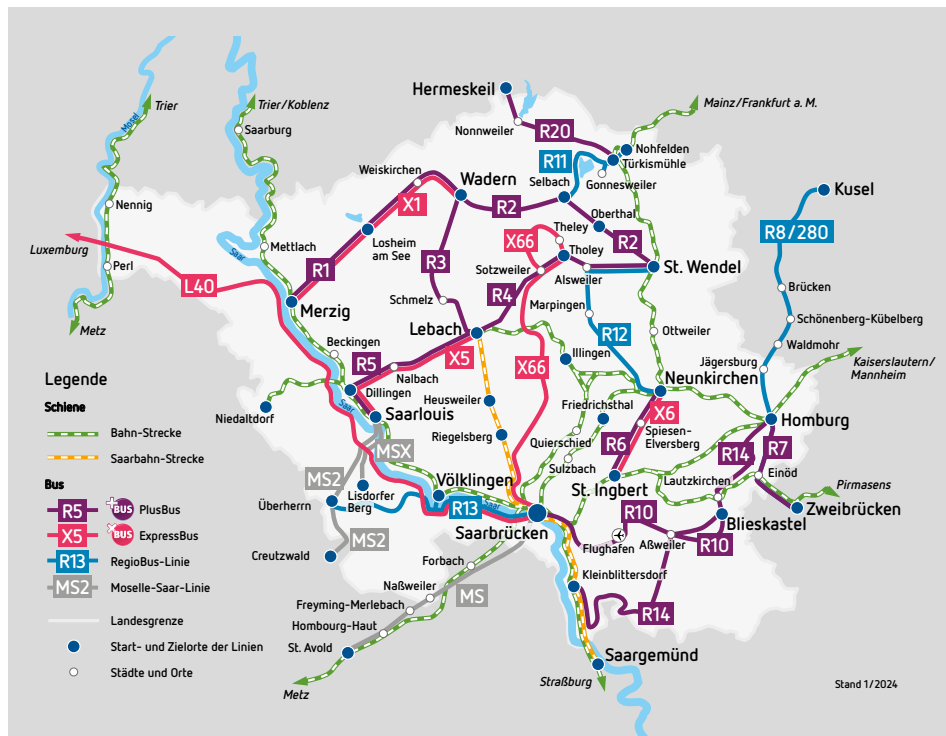 Hermeskeil
Mainz/Frankfurt a. M.
Trier
Trier/Koblenz
Mosel
Saarburg
Nonnweiler
R20
Nohfelden
Türkismühle
R11
Gonnesweiler
Weiskirchen
Wadern
Selbach
Kusel
X1
R2
Oberthal
Nennig
Theley
R8/280
Luxemburg
Mettlach
Losheim
am See
X66
Tholey
R2
Saar
R3
Sotzweiler
St. Wendel
Perl
R1
Alsweiler
L40
R4
Brücken
Merzig
Schmelz
Marpingen
Metz
Schönenberg-Kübelberg
Lebach
R12
Ottweiler
Beckingen
Waldmohr
X5
Illingen
Jägersburg
Kaiserslautern/
Mannheim
R5
Nalbach
X66
Legende
Neunkirchen
Dillingen
Schiene
Saar
Heusweiler
Friedrichsthal
X6
Niedaltdorf
Saarlouis
Homburg
Bahn-Strecke
Riegelsberg
Quierschied
R6
Spiesen-
Elversberg
MSX
R14
R7
Saarbahn-Strecke
Sulzbach
Bus
MS2
St. Ingbert
Lautzkirchen
Einöd
Pirmasens
Völklingen
R5
+BUS
PlusBus
Überherrn
Lisdorfer
Berg
R13
Saar
Zweibrücken
R10
Blieskastel
X5
×BUS
ExpressBus
Saarbrücken
MS2
Flughafen
Aßweiler
R10
R13
RegioBus-Linie
Creutzwald
Forbach
Kleinblittersdorf
MS2
Moselle-Saar-Linie
Naßweiler
MS
Freyming-Merlebach
R14
Landesgrenze
Hombourg-Haut
Start- und Zielorte der Linien
St. Avold
Saargemünd
Städte und Orte
Metz
Straßburg
Stand 1/2024